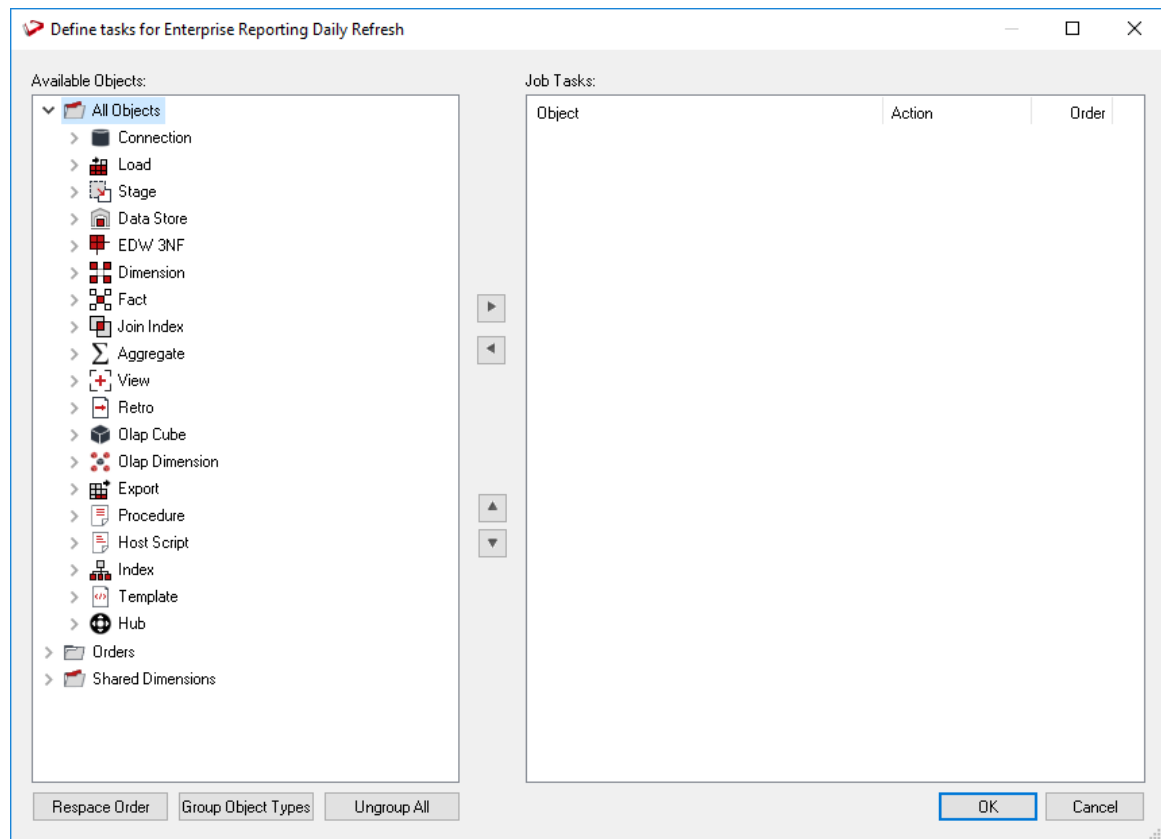 Define tasks for Enterprise Reporting Daily Refresh
Available Objects:
All Objects
Connection
Load
Stage
Data Store
EDW 3NF
Dimension
Fact
Join Index
Aggregate
View
Retro
Olap Cube
Olap Dimension
Export
Procedure
Host Script
Index
Template
Hub
Orders
Shared Dimensions
Job Tasks:
Object Action Order
Respace Order Group Object Types Ungroup All OK Cancel